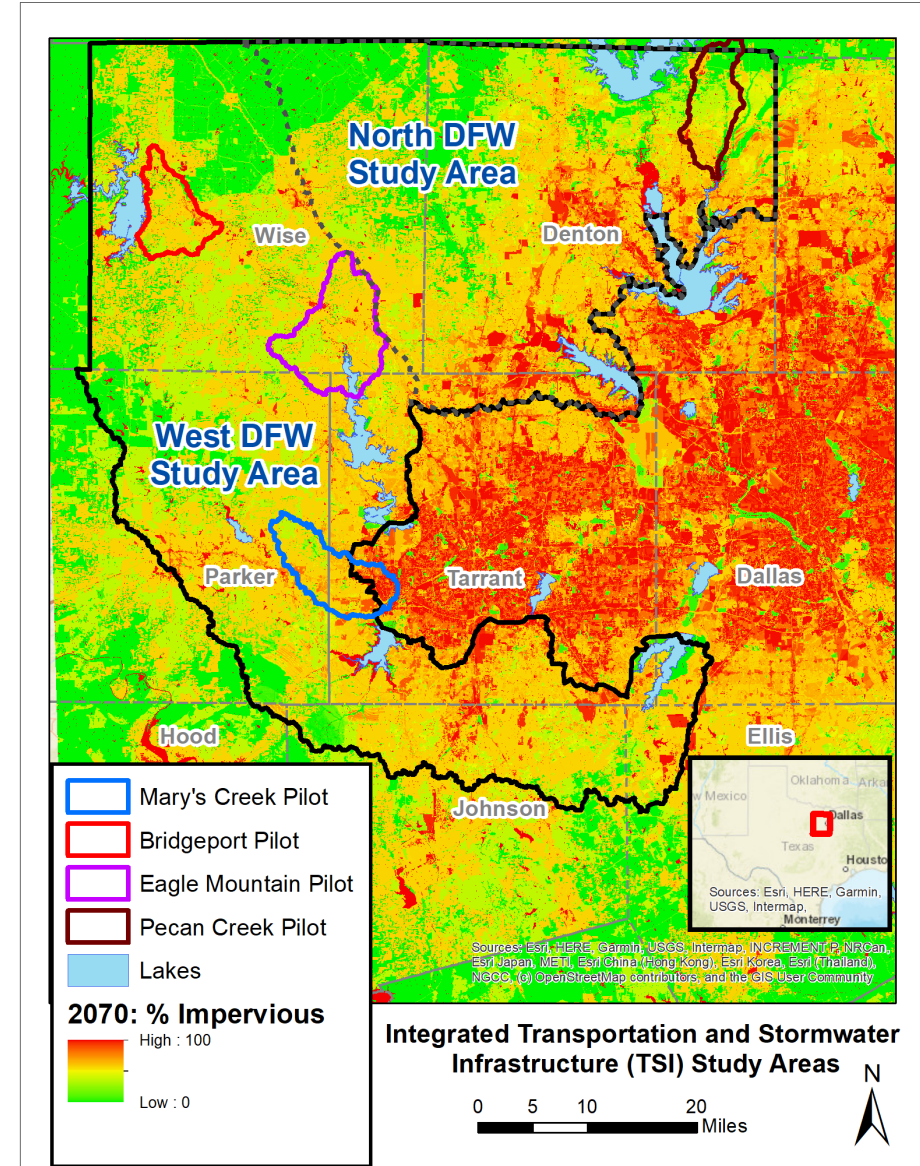 North DFW
Study Area
Wise
Denton
West DFW
Study Area
Parker
Tarrant
Dallas
Hood
Ellis
Johnson
Mary's Creek Pilot
Bridgeport Pilot
Eagle Mountain Pilot
Pecan Creek Pilot
Lakes
2070: % Impervious
High : 100
Low : 0
Oklahoma
Arka
w Mexico
Dallas
Texas
Housto
Sources: Esri, HERE, Garmin,
USGS, Intermap,
Monterrey
Sources: Esri, HERE, Garmin, USGS, Intermap, INCREMENT P, NRCan,
Esri Japan, METI, Esri China (Hong Kong), Esri Korea, Esri (Thailand),
NGCC, (c) OpenStreetMap contributors, and the GIS User Community
Integrated Transportation and Stormwater
Infrastructure (TSI) Study Areas
N
0 5 10 20
Miles